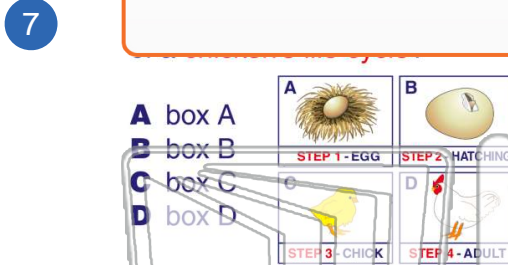 7
A box A
B box B
C box C
D box D
A
B
STEP 1 - EGG
STEP 2 - HATCHING
C
D
STEP 3 - CHICK
STEP 4 - ADULT